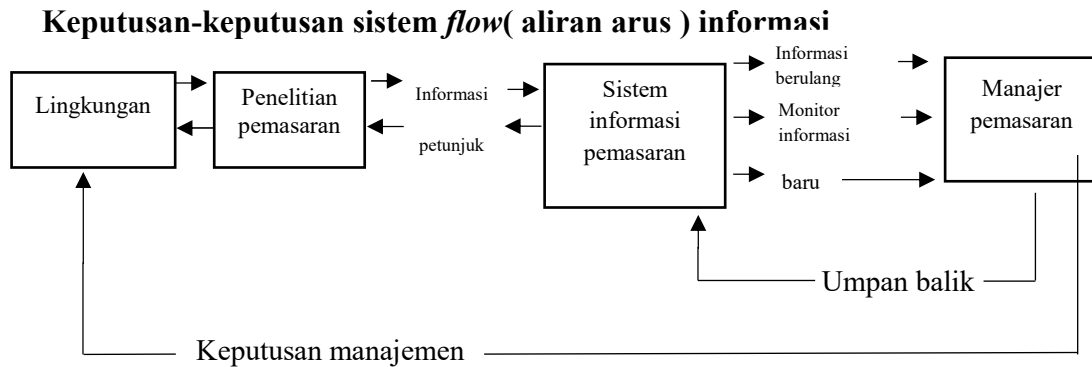 Keputusan-keputusan sistem flow( aliran arus ) informasi
Lingkungan
Penelitian
pemasaran
Informasi
petunjuk
Sistem
informasi
pemasaran
Informasi
berulang
Monitor
informasi
baru
Manajer
pemasaran
Umpan balik
Keputusan manajemen